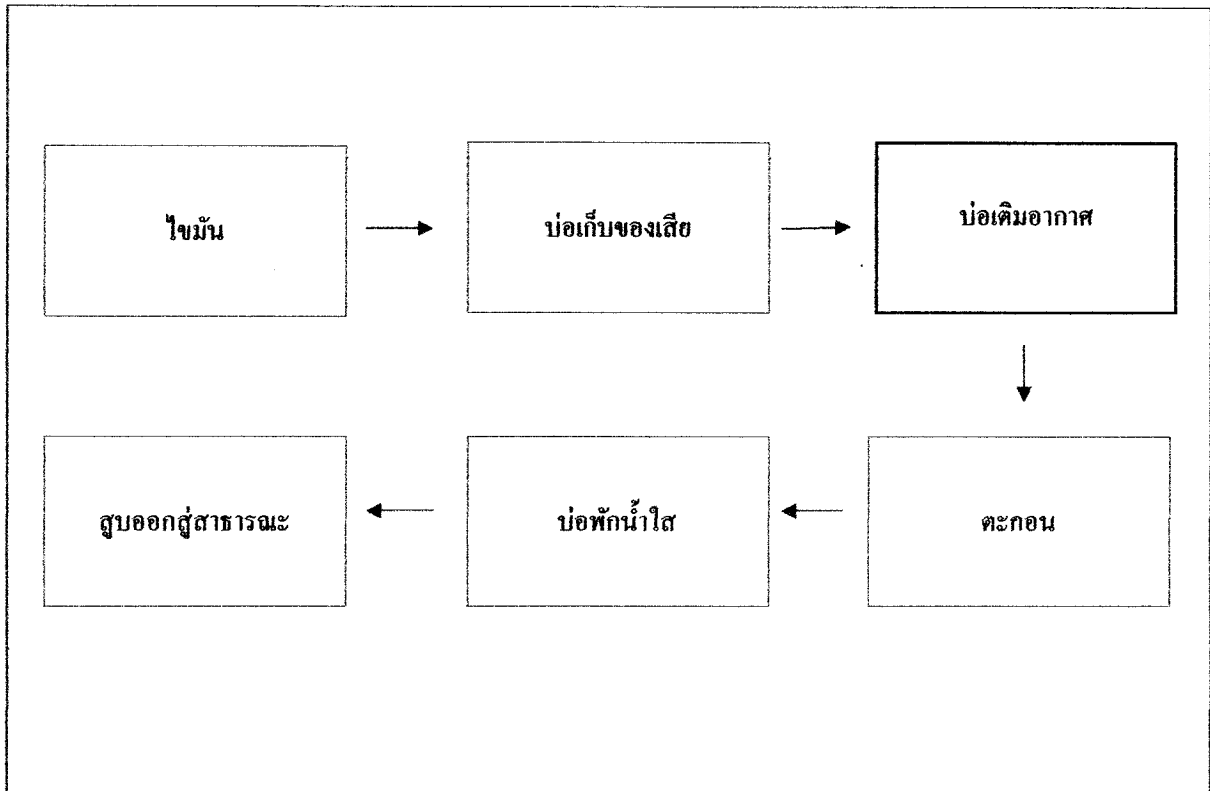 ไขมัน
บ่อเก็บของเสีย
บ่อเติมอากาศ
ตะกอน
บ่อพักน้ำใส
สูบออกสู่สาธารณะ